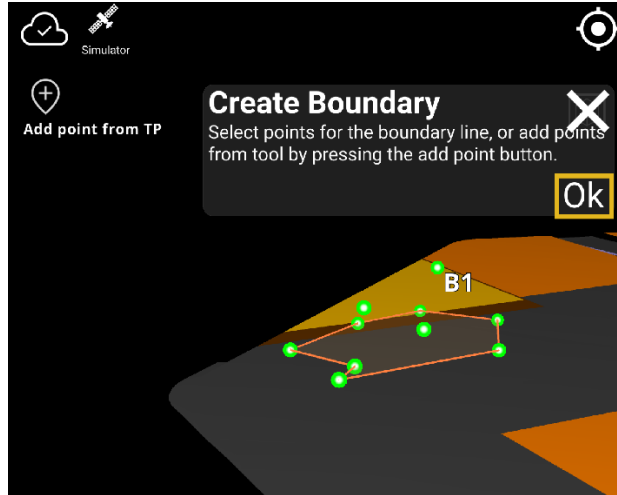 Simulator
Add point from TP
Create Boundary
Select points for the boundary line, or add points
from tool by pressing the add point button.
Ok
B1